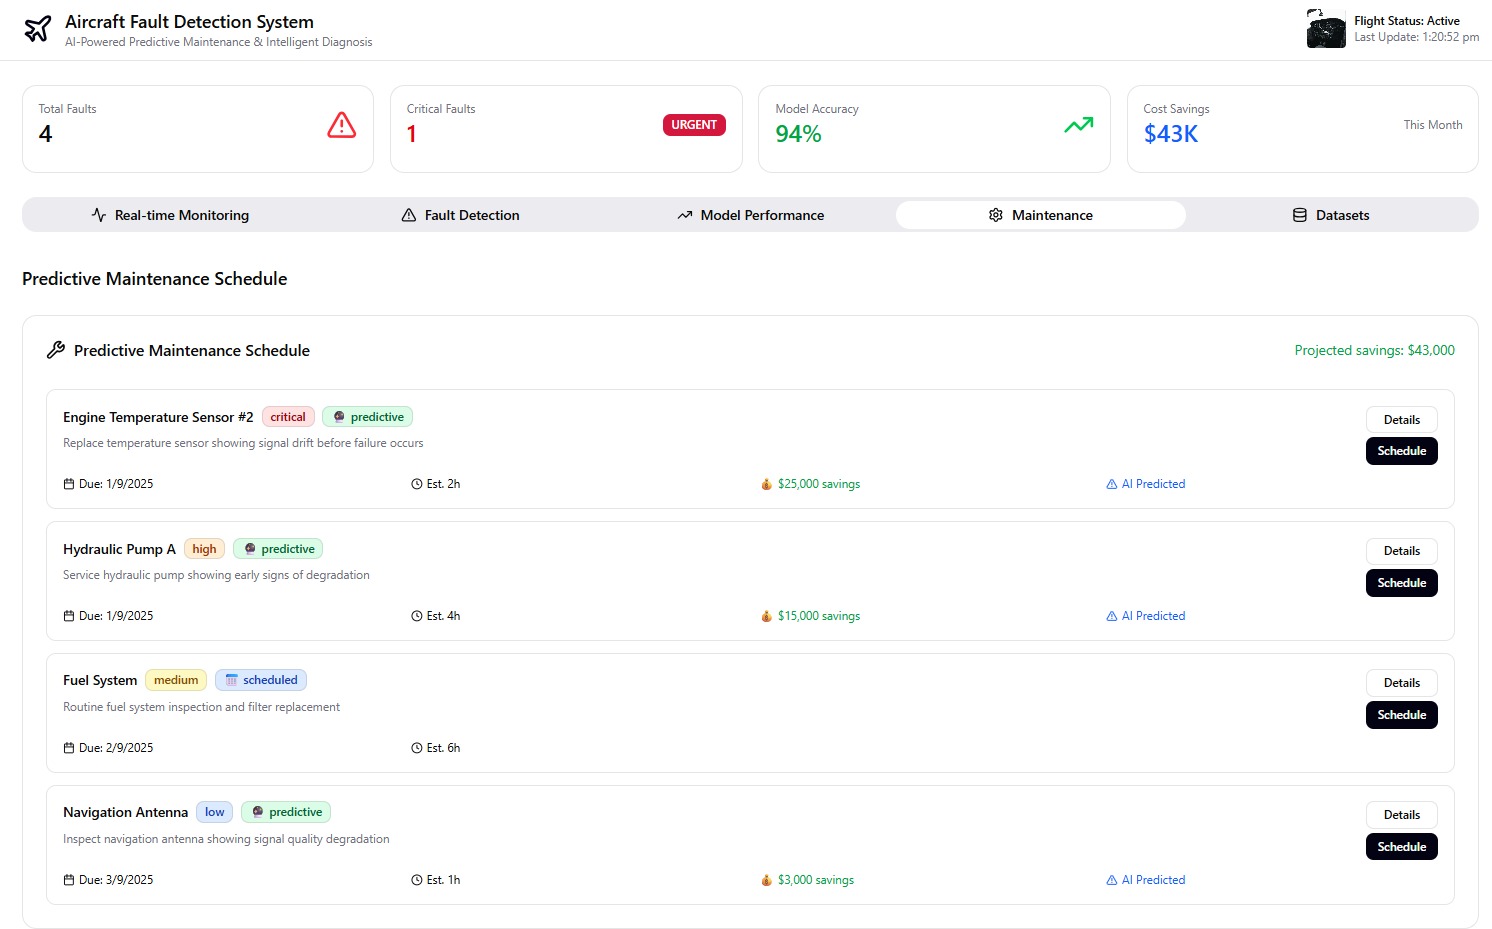 Aircraft Fault Detection System
AI-Powered Predictive Maintenance & Intelligent Diagnosis
Flight Status: Active
Last Update: 1:20:52 pm
Total Faults
4
Critical Faults
1
URGENT
Model Accuracy
94%
Cost Savings
$43K
This Month
Real-time Monitoring
Fault Detection
Model Performance
Maintenance
Datasets
Predictive Maintenance Schedule
Predictive Maintenance Schedule
Projected savings: $43,000
Engine Temperature Sensor #2 critical predictive
Details
Replace temperature sensor showing signal drift before failure occurs
Schedule
Due: 1/9/2025 Est. 2h $25,000 savings AI Predicted
Hydraulic Pump A high predictive
Details
Service hydraulic pump showing early signs of degradation
Schedule
Due: 1/9/2025 Est. 4h $15,000 savings AI Predicted
Fuel System medium scheduled
Details
Routine fuel system inspection and filter replacement
Schedule
Due: 2/9/2025 Est. 6h
Navigation Antenna low predictive
Details
Inspect navigation antenna showing signal quality degradation
Schedule
Due: 3/9/2025 Est. 1h $3,000 savings AI Predicted